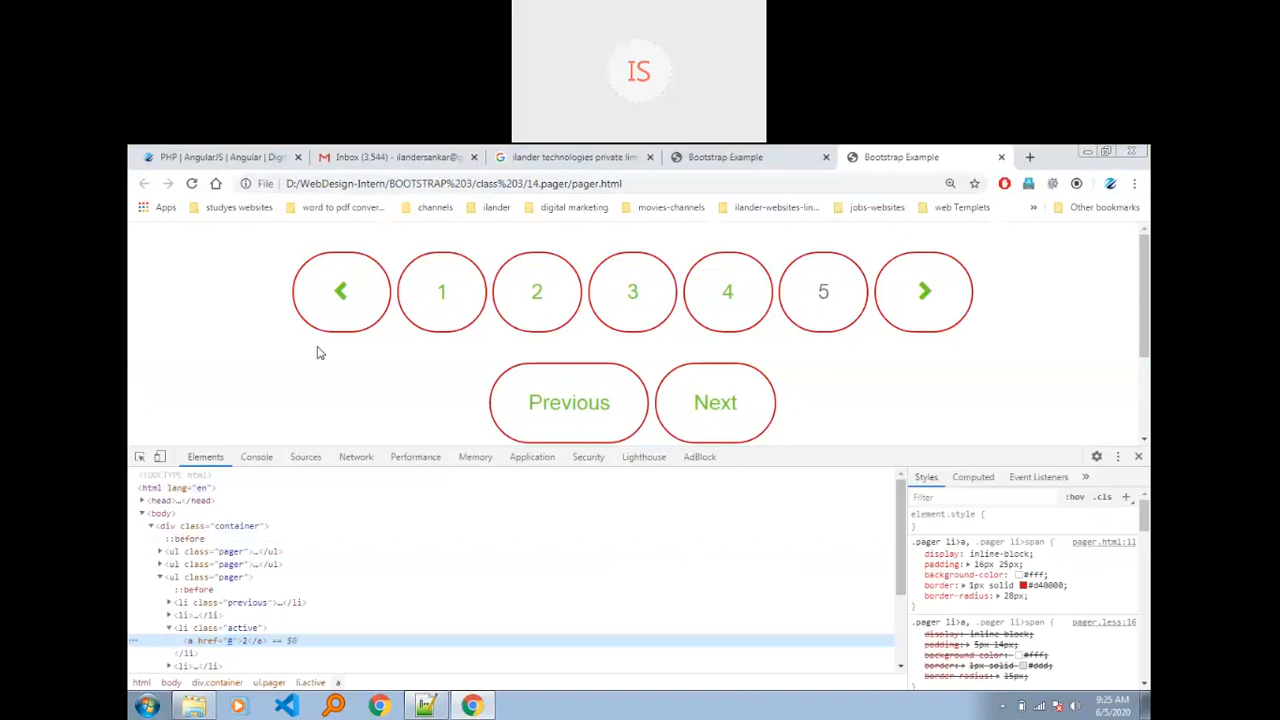 IS
PHP | AngularJS | Angular | Digi
Inbox (3,544) - ilandersankar@g
ilander technologies private lim
Bootstrap Example
Bootstrap Example
File
D:/WebDesign-Intern/BOOTSTRAP%203/class%203/14.pager/pager.html
Apps
studyes websites
word to pdf conver...
channels
ilander
digital marketing
movies-channels
ilander-websites-lin...
jobs-websites
web Templets
»
Other bookmarks
1 2 3 4 5
Previous Next
Elements Console Sources Network Performance Memory Application Security Lighthouse AdBlock
<!DOCTYPE html>
<html lang="en">
<head>…</head>
<body>
<div class="container">
::before
<ul class="pager">…</ul>
<ul class="pager">…</ul>
<ul class="pager">
::before
<li class="previous">…</li>
<li>…</li>
<li class="active">
<a href="#">2</a> == $0
</li>
<li>…</li>
html body div.container ul.pager li.active a
Styles Computed Event Listeners »
Filter :hov .cls +
element.style {
}
.pager li>a, .pager li>span { pager.html:11
display: inline-block;
padding: 16px 25px;
background-color: #fff;
border: 1px solid #d40000;
border-radius: 28px;
}
.pager li>a, .pager li>span { pager.less:16
display: inline-block;
padding: 5px 14px;
background-color: #fff;
border: 1px solid #ddd;
border-radius: 15px;
}
9:25 AM
6/5/2020